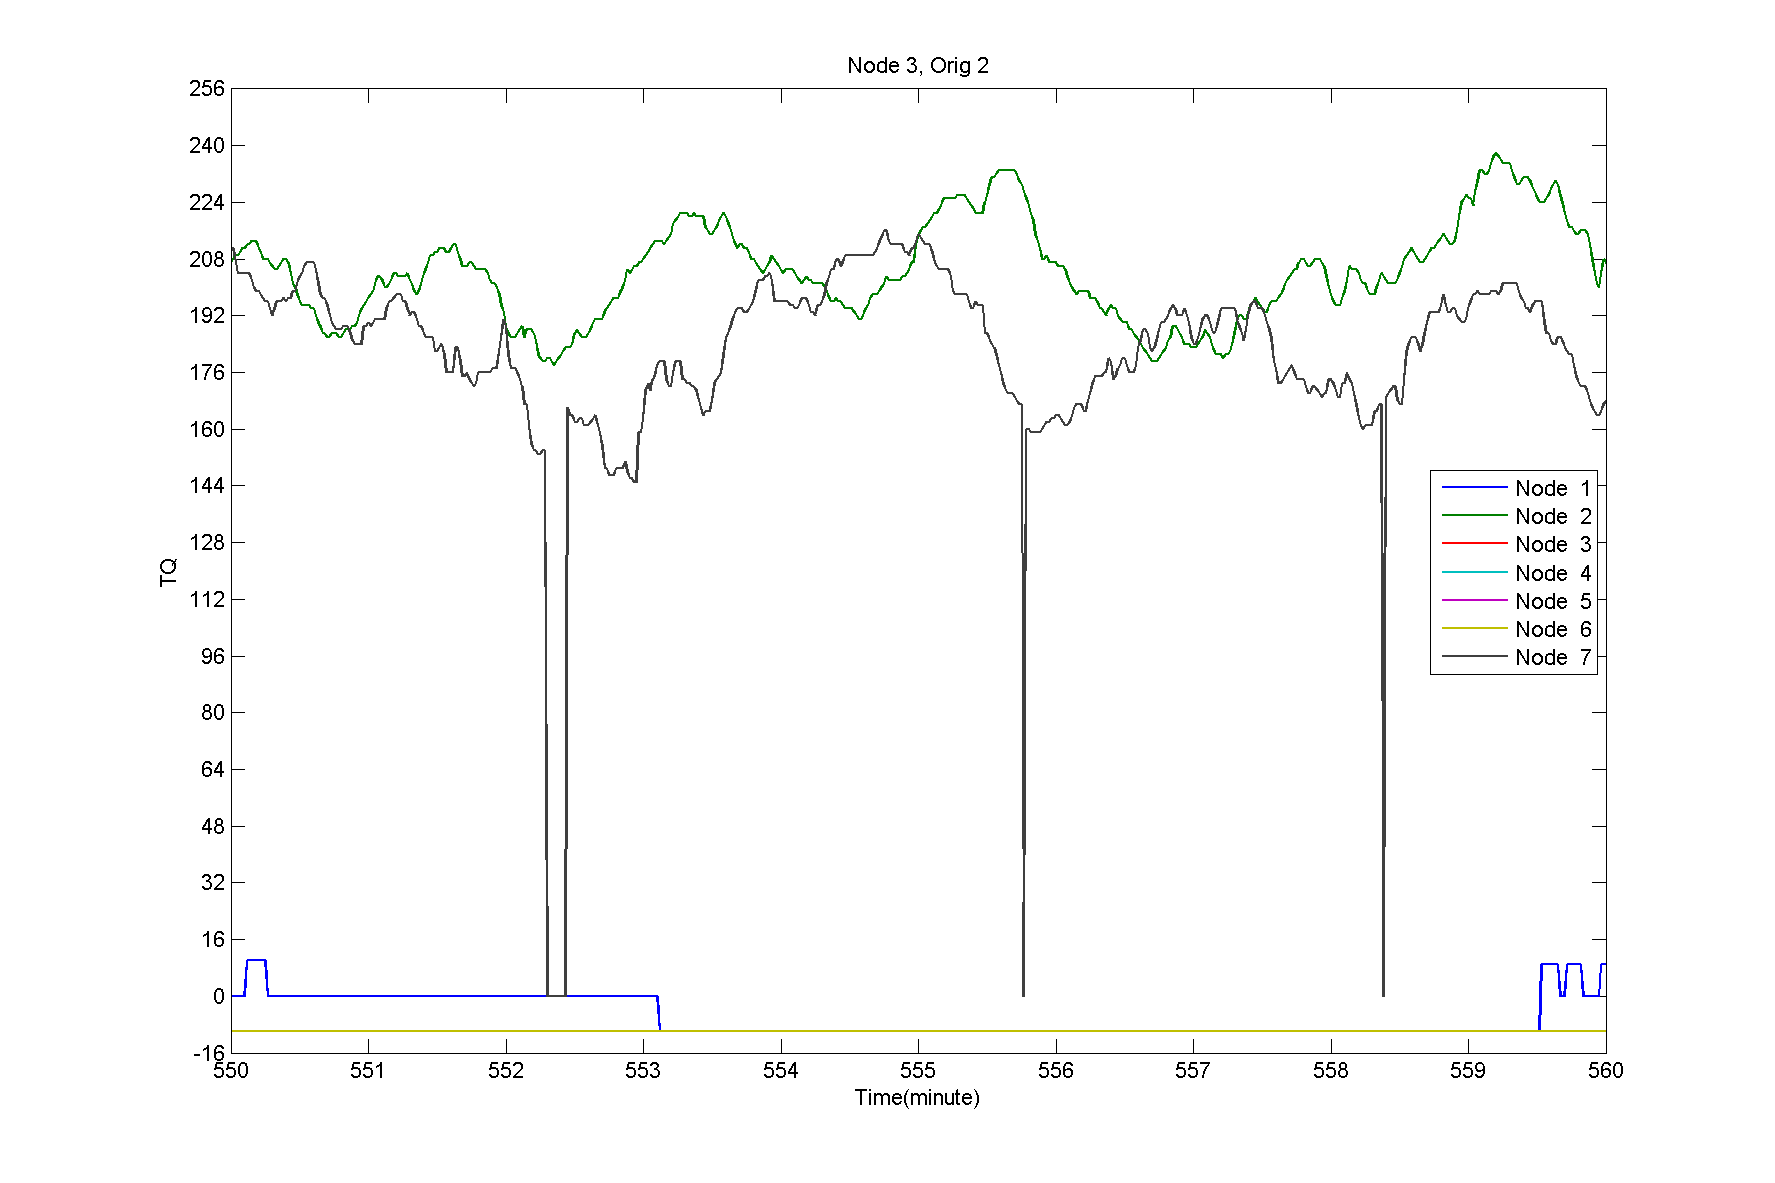 Node 3, Orig 2
256
240
224
208
192
176
160
144
128
112
96
80
64
48
32
16
0
-16
TQ
Node 1
Node 2
Node 3
Node 4
Node 5
Node 6
Node 7
550 551 552 553 554 555 556 557 558 559 560
Time(minute)